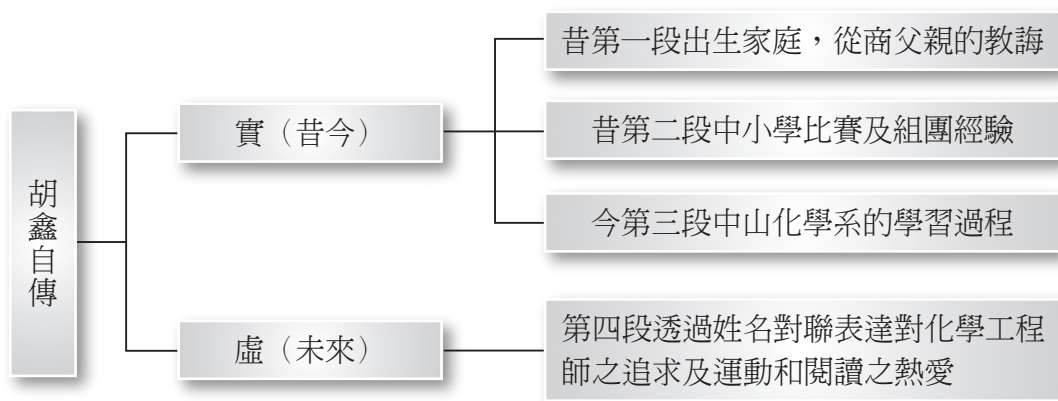 胡鑫自傳
實（昔今）
昔第一段出生家庭，從商父親的教誨
昔第二段中小學比賽及組團經驗
今第三段中山化學系的學習過程
虛（未來）
第四段透過姓名對聯表達對化學工程
師之追求及運動和閱讀之熱愛